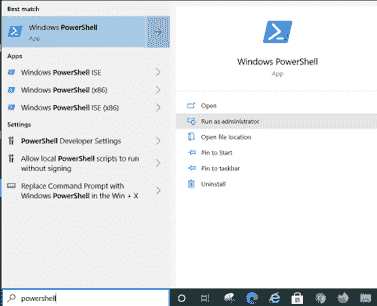 Best match
Windows PowerShell
App
Apps
Windows PowerShell ISE
Windows PowerShell (x86)
Windows PowerShell ISE (x86)
Settings
PowerShell Developer Settings
Allow local PowerShell scripts to run
without signing
Replace Command Prompt with
Windows PowerShell in the Win + X
powershell
Windows PowerShell
App
Open
Run as administrator
Open file location
Pin to Start
Pin to taskbar
Uninstall